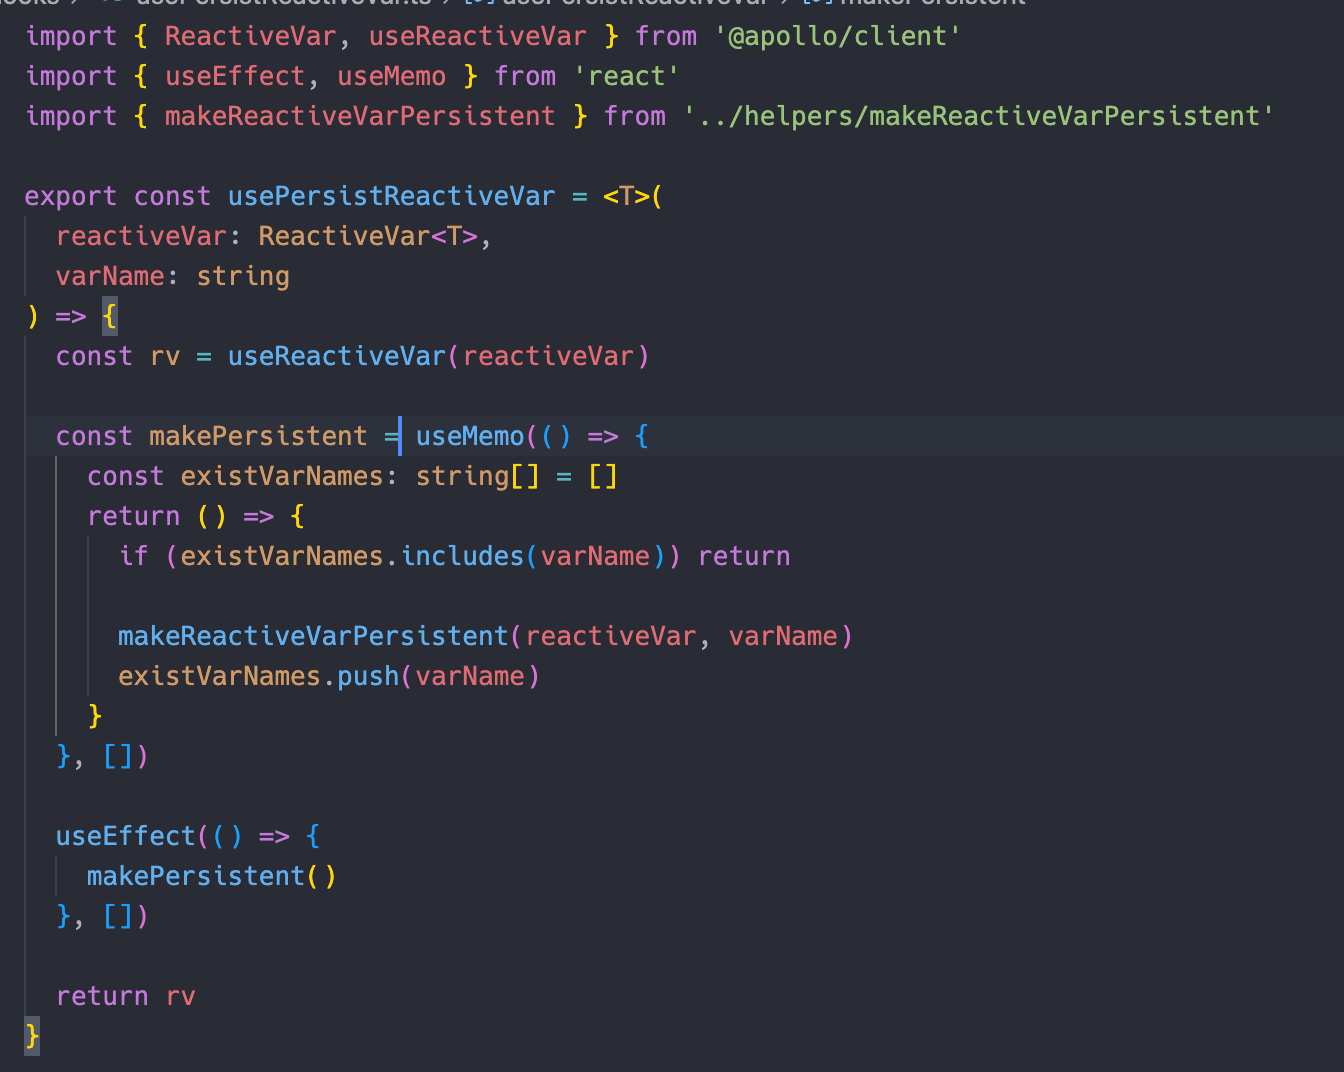 import { ReactiveVar, useReactiveVar } from '@apollo/client'
import { useEffect, useMemo } from 'react'
import { makeReactiveVarPersistent } from '../helpers/makeReactiveVarPersistent'
export const usePersistReactiveVar = <T>(
reactiveVar: ReactiveVar<T>,
varName: string
) => {
const rv = useReactiveVar(reactiveVar)
const makePersistent = useMemo(() => {
const existVarNames: string[] = []
return () => {
if (existVarNames.includes(varName)) return
makeReactiveVarPersistent(reactiveVar, varName)
existVarNames.push(varName)
}
}, [])
useEffect(() => {
makePersistent()
}, [])
return rv
}